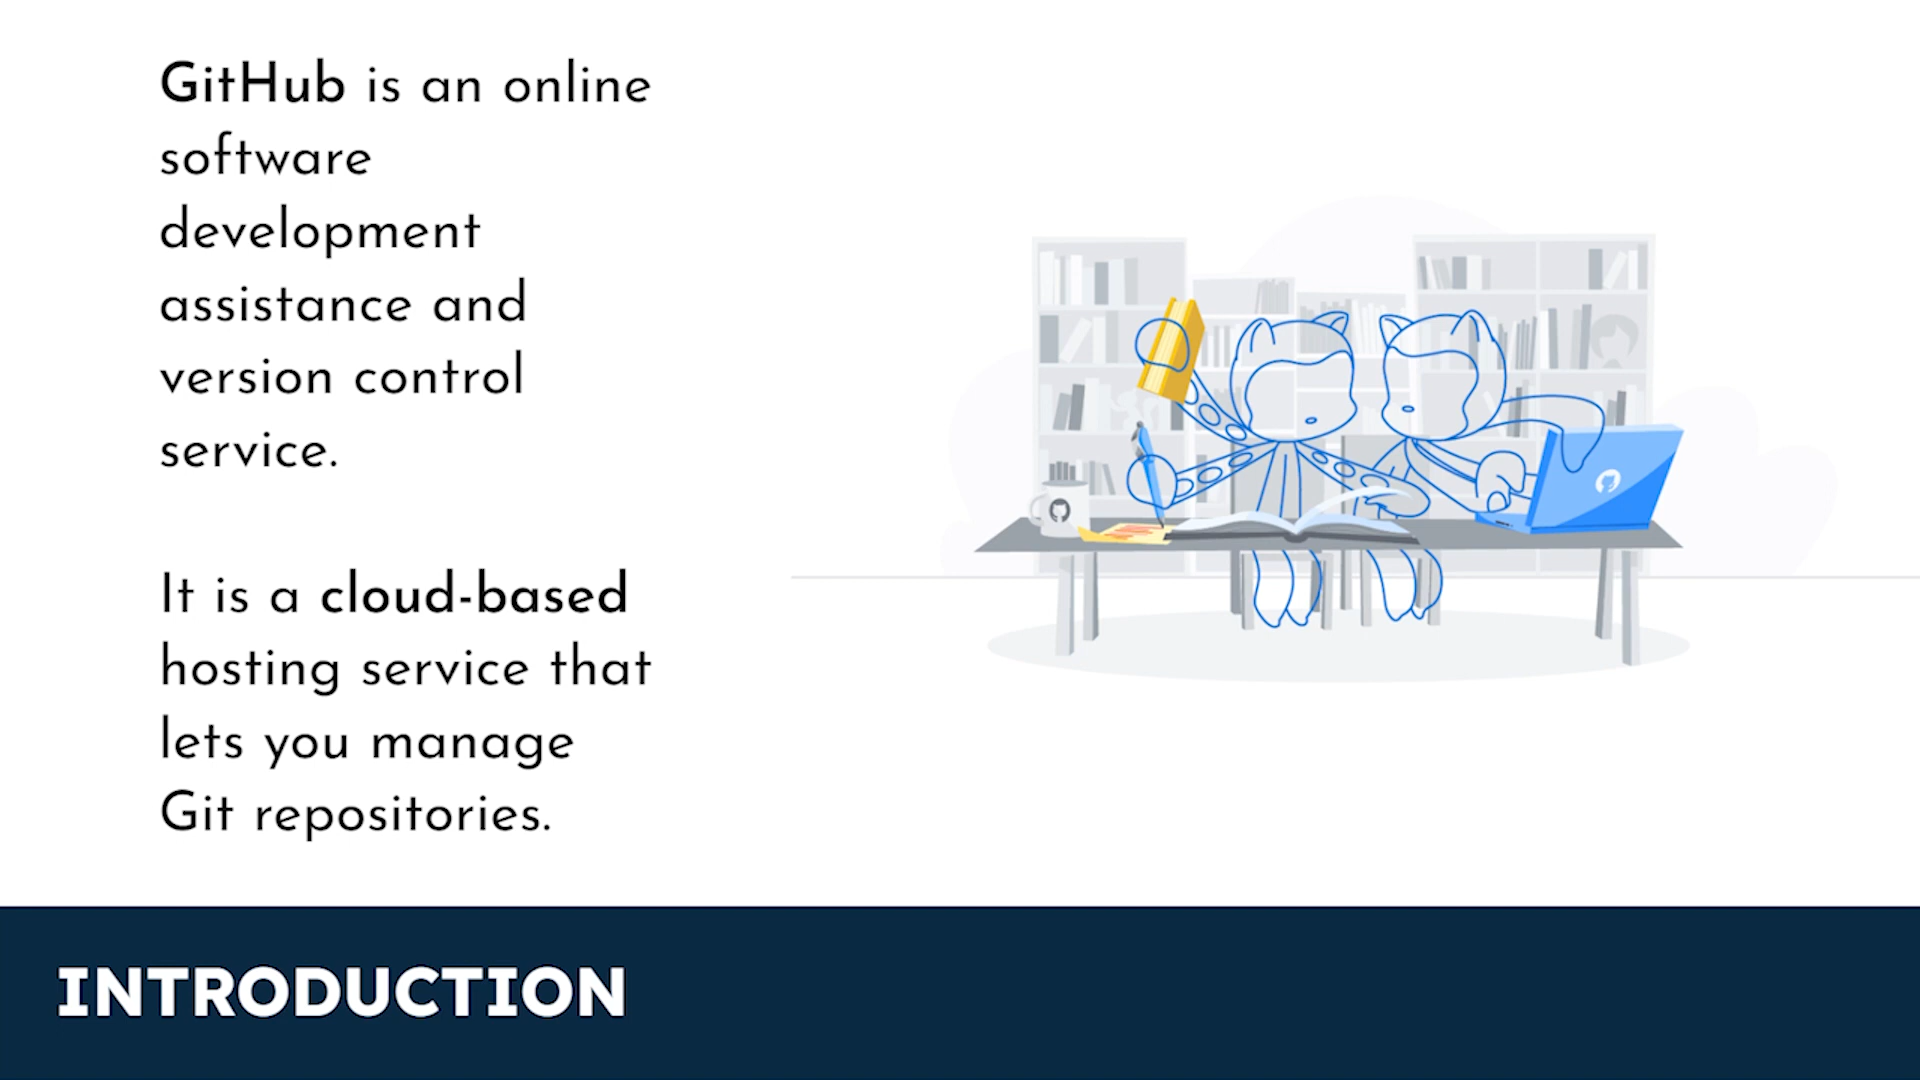 GitHub is an online
software
development
assistance and
version control
service.
It is a cloud-based
hosting service that
lets you manage
Git repositories.
INTRODUCTION